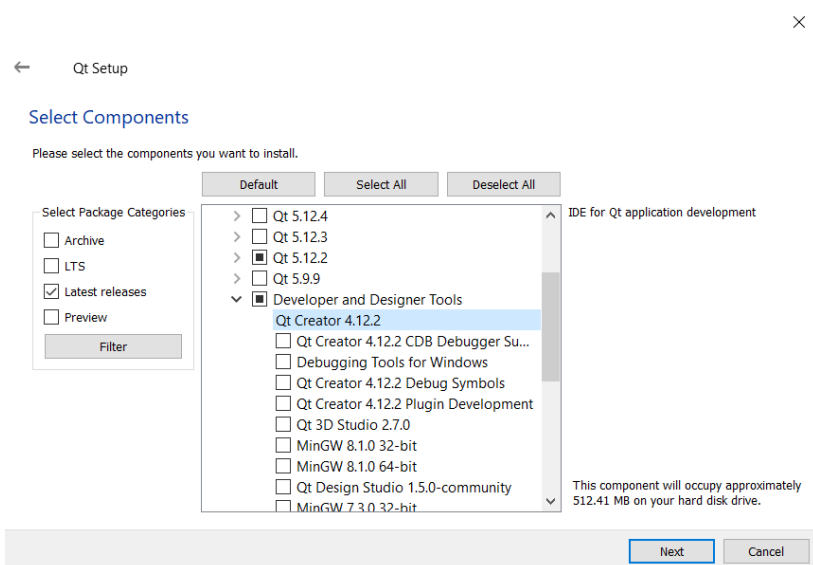 Qt Setup
Select Components
Please select the components you want to install.
Default Select All Deselect All
Select Package Categories
Archive
LTS
Latest releases
Preview
Filter
Qt 5.12.4
Qt 5.12.3
Qt 5.12.2
Qt 5.9.9
Developer and Designer Tools
Qt Creator 4.12.2
Qt Creator 4.12.2 CDB Debugger Su...
Debugging Tools for Windows
Qt Creator 4.12.2 Debug Symbols
Qt Creator 4.12.2 Plugin Development
Qt 3D Studio 2.7.0
MinGW 8.1.0 32-bit
MinGW 8.1.0 64-bit
Qt Design Studio 1.5.0-community
MinGW 7.3.0 32-bit
IDE for Qt application development
This component will occupy approximately
512.41 MB on your hard disk drive.
Next Cancel